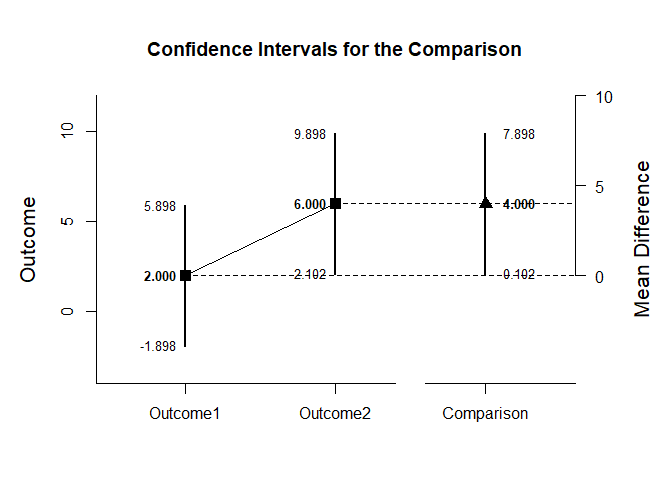 Confidence Intervals for the Comparison
Outcome
10
5
0
5.898
2.000
-1.898
9.898
6.000
2.102
7.898
4.000
0.102
10
5
0
Mean Difference
Outcome1
Outcome2
Comparison